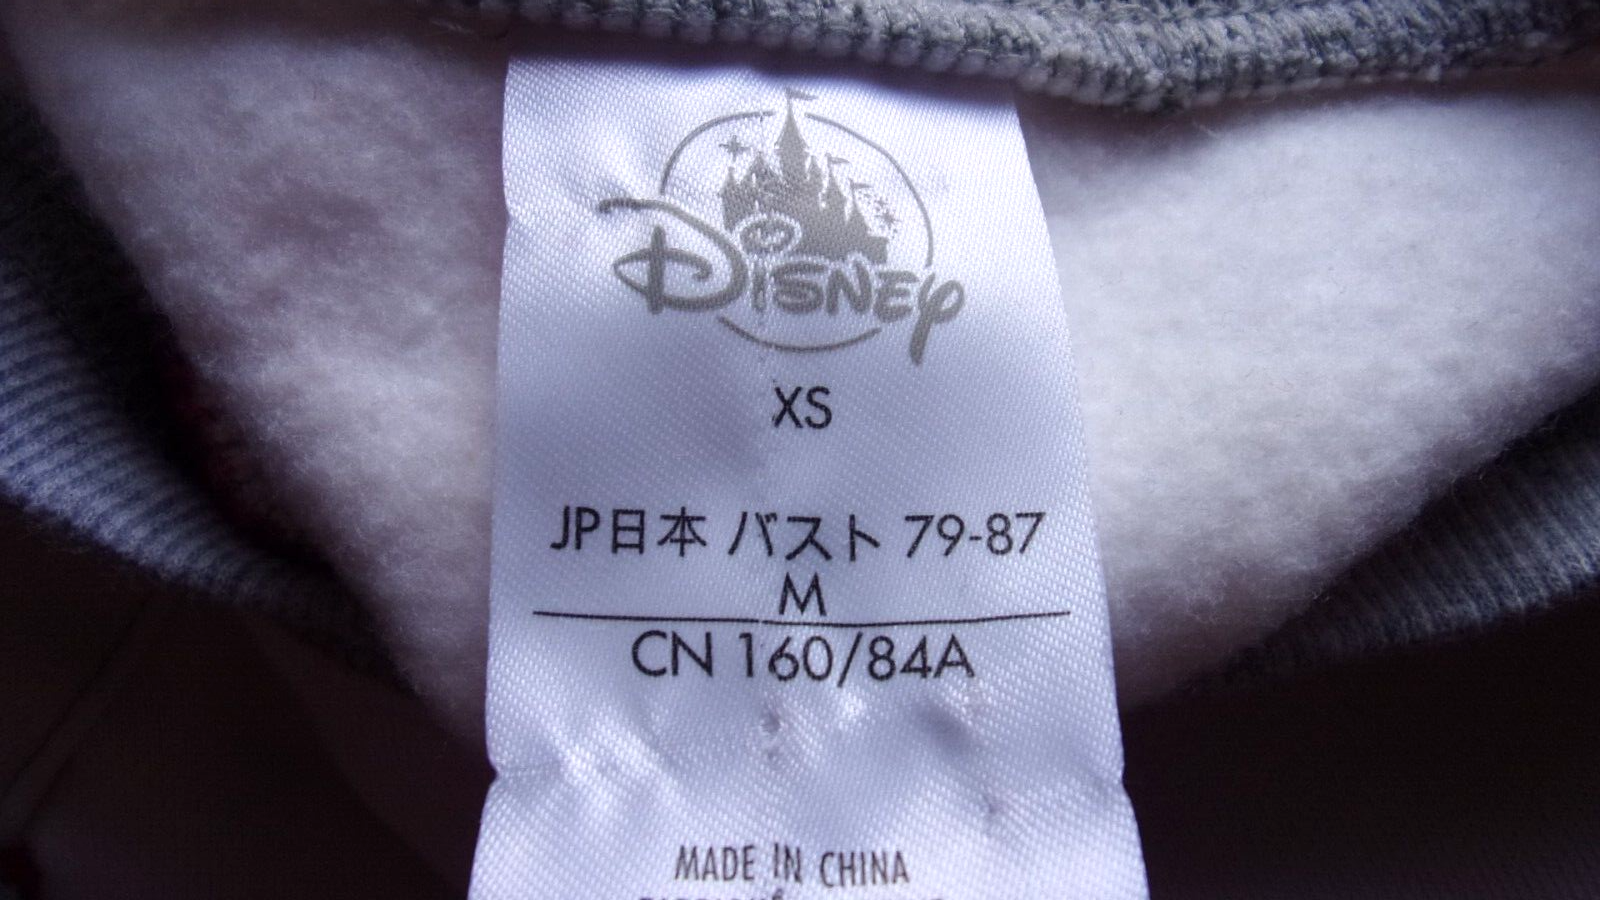 Disney
XS
JP日本 バスト 79-87
M
CN 160/84A
MADE IN CHINA